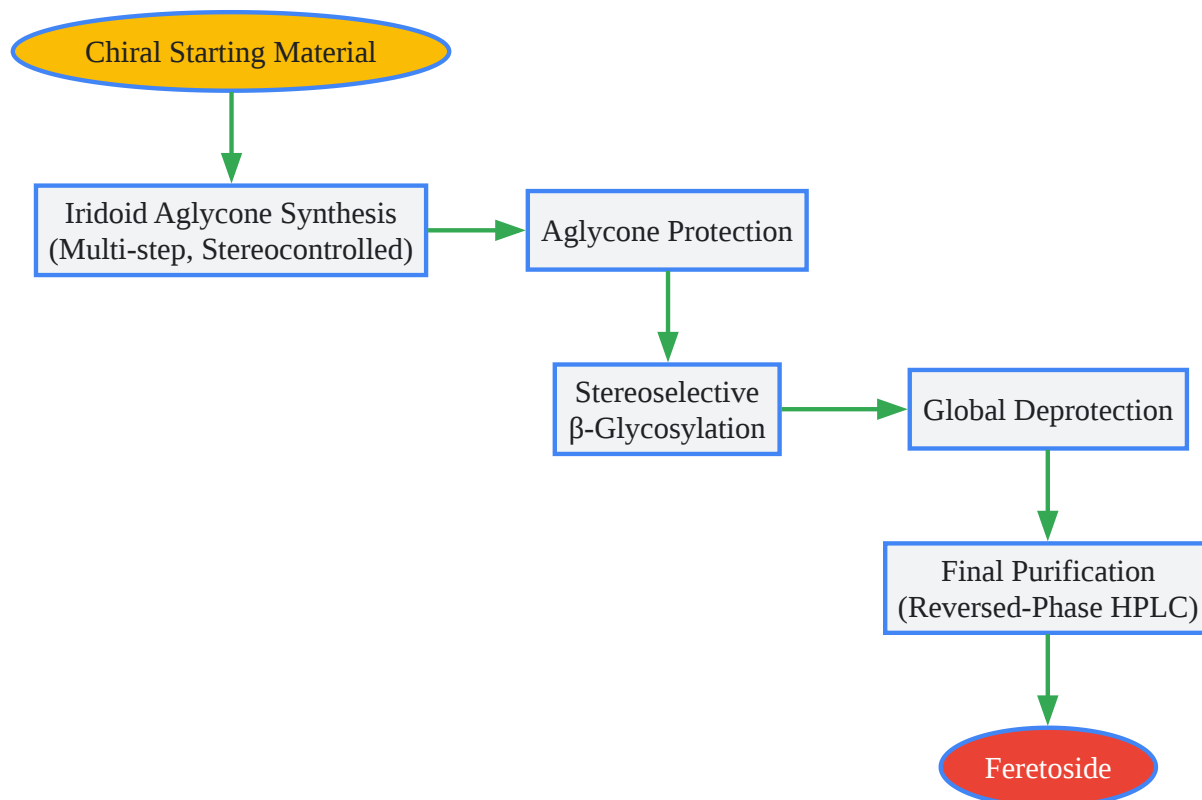 Chiral Starting Material
Iridoid Aglycone Synthesis
(Multi-step, Stereocontrolled)
Aglycone Protection
Stereoselective
β-Glycosylation
Global Deprotection
Final Purification
(Reversed-Phase HPLC)
Feretoside